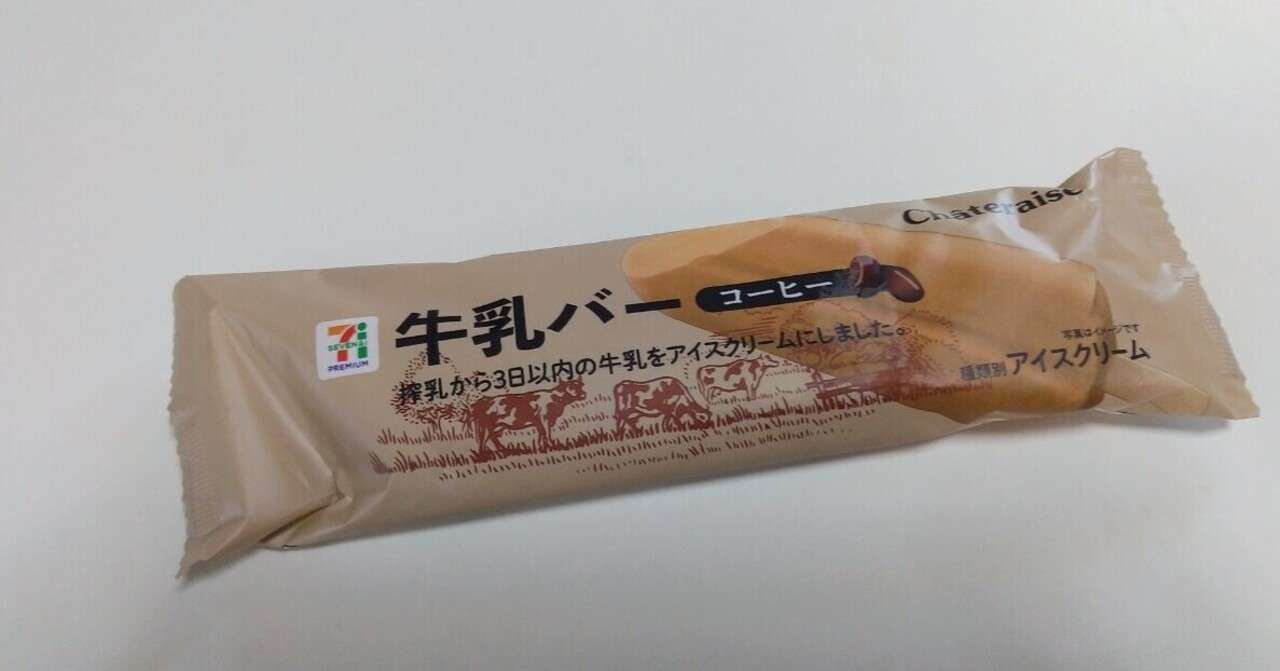 Chateraise
牛乳バー コーヒー
7i
SEVEN&i
PREMIUM
搾乳から3日以内の牛乳をアイスクリームにしました。
写真はイメージです
種類別アイスクリーム